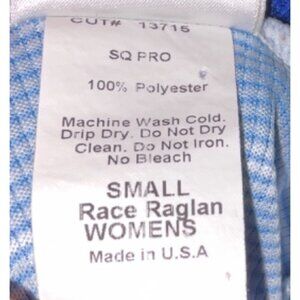 CUT# 13715
SQ PRO
100% Polyester
Machine Wash Cold.
Drip Dry. Do Not Dry
Clean. Do Not Iron.
No Bleach
SMALL
Race Raglan
WOMENS
Made in U.S.A